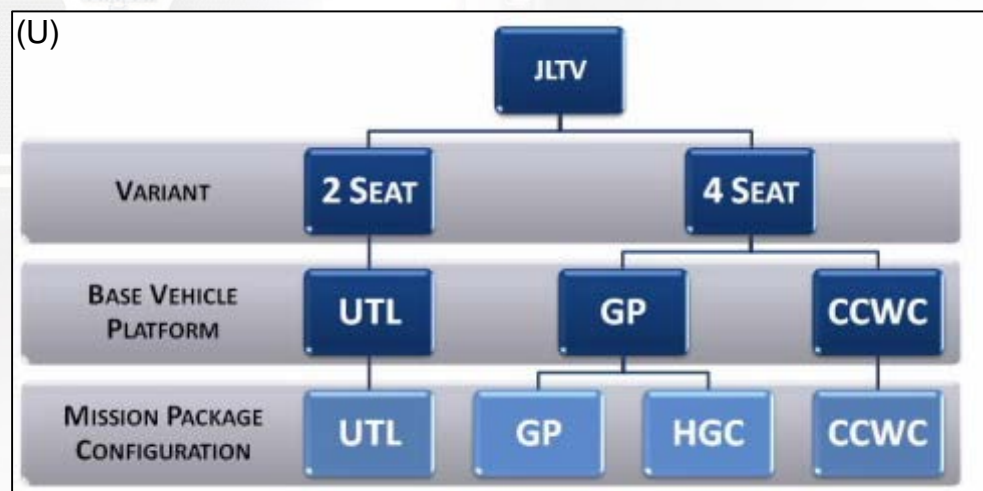 (U)
JLTV
VARIANT
2 SEAT
4 SEAT
BASE VEHICLE
PLATFORM
UTL
GP
CCWC
MISSION PACKAGE
CONFIGURATION
UTL
GP
HGC
CCWC